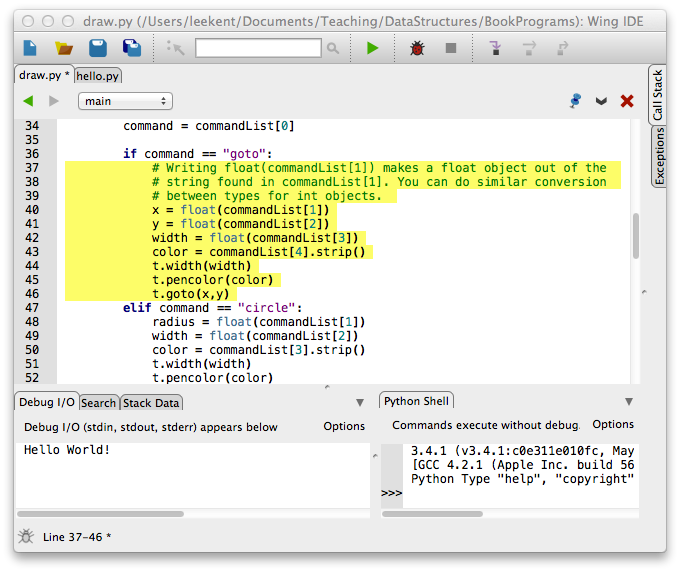 draw.py (/Users/leekent/Documents/Teaching/DataStructures/BookPrograms): Wing IDE
draw.py *
hello.py
main
Call Stack
Exceptions
34 command = commandList[0]
35
36 if command == "goto":
37 # Writing float(commandList[1]) makes a float object out of the
38 # string found in commandList[1]. You can do similar conversion
39 # between types for int objects.
40 x = float(commandList[1])
41 y = float(commandList[2])
42 width = float(commandList[3])
43 color = commandList[4].strip()
44 t.width(width)
45 t.pencolor(color)
46 t.goto(x,y)
47 elif command == "circle":
48 radius = float(commandList[1])
49 width = float(commandList[2])
50 color = commandList[3].strip()
51 t.width(width)
52 t.pencolor(color)
Debug I/O
Search
Stack Data
Debug I/O (stdin, stdout, stderr) appears below
Options
Hello World!
Python Shell
Commands execute without debug.
Options
3.4.1 (v3.4.1:c0e311e010fc, May
[GCC 4.2.1 (Apple Inc. build 56
Python Type "help", "copyright"
>>>
Line 37-46 *